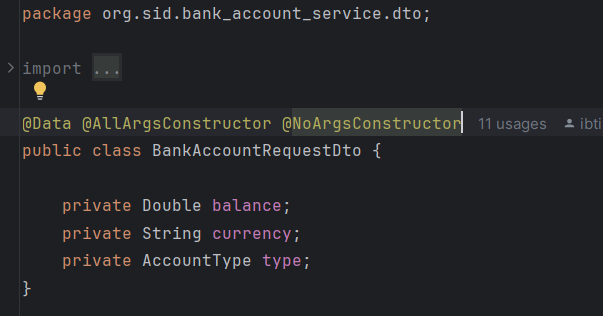 package org.sid.bank_account_service.dto;
import ...
@Data @AllArgsConstructor @NoArgsConstructor 11 usages ibti
public class BankAccountRequestDto {
private Double balance;
private String currency;
private AccountType type;
}